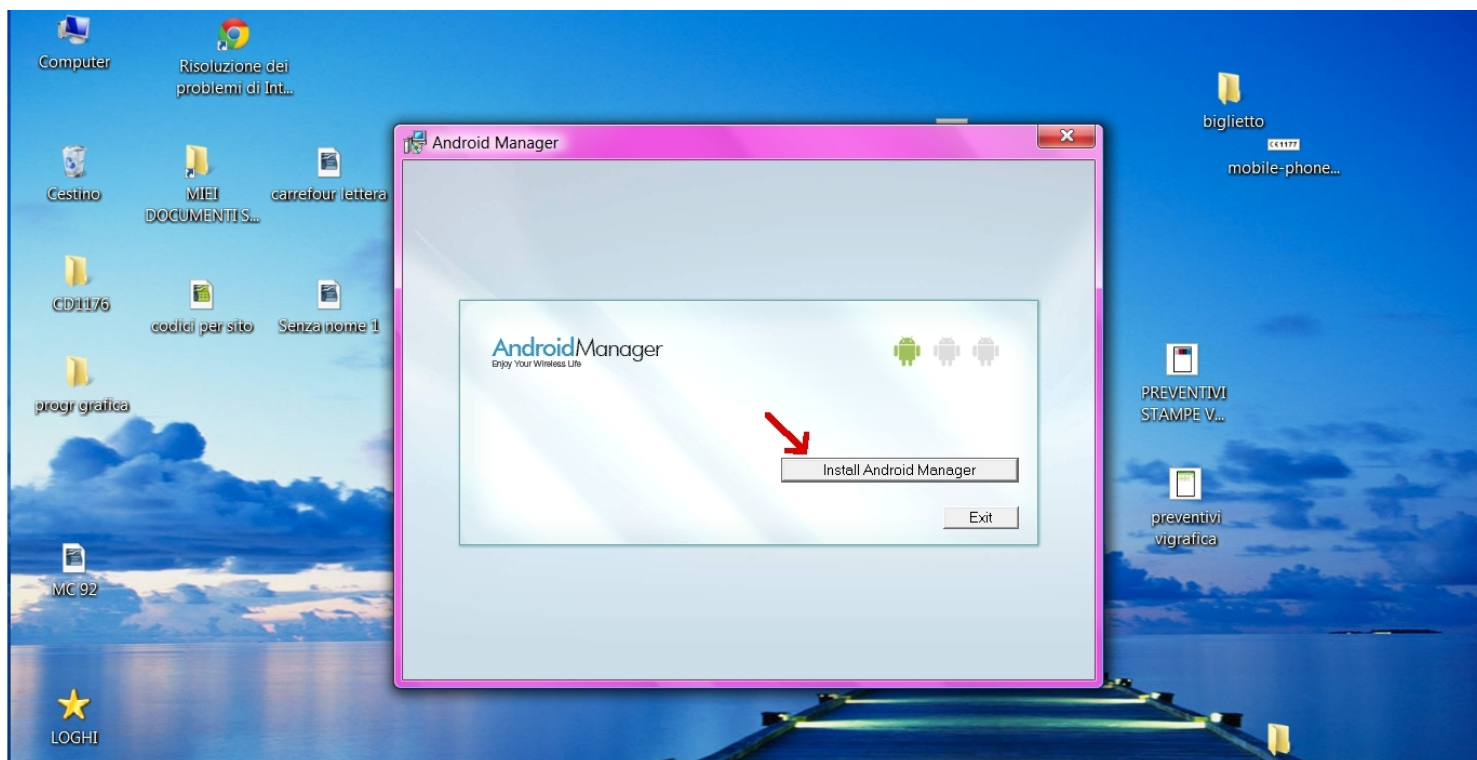 Computer
Risoluzione dei
problemi di Int...
biglietto
CE1177
mobile-phone...
Android Manager
Cestino
MIEI
DOCUMENTI S...
carrefour lettera
CD1176
codici per sito
Senza nome 1
AndroidManager
Enjoy Your Wireless Life
progr grafica
PREVENTIVI
STAMPE V...
Install Android Manager
Exit
preventivi
vigrafica
MC 92
LOGHI